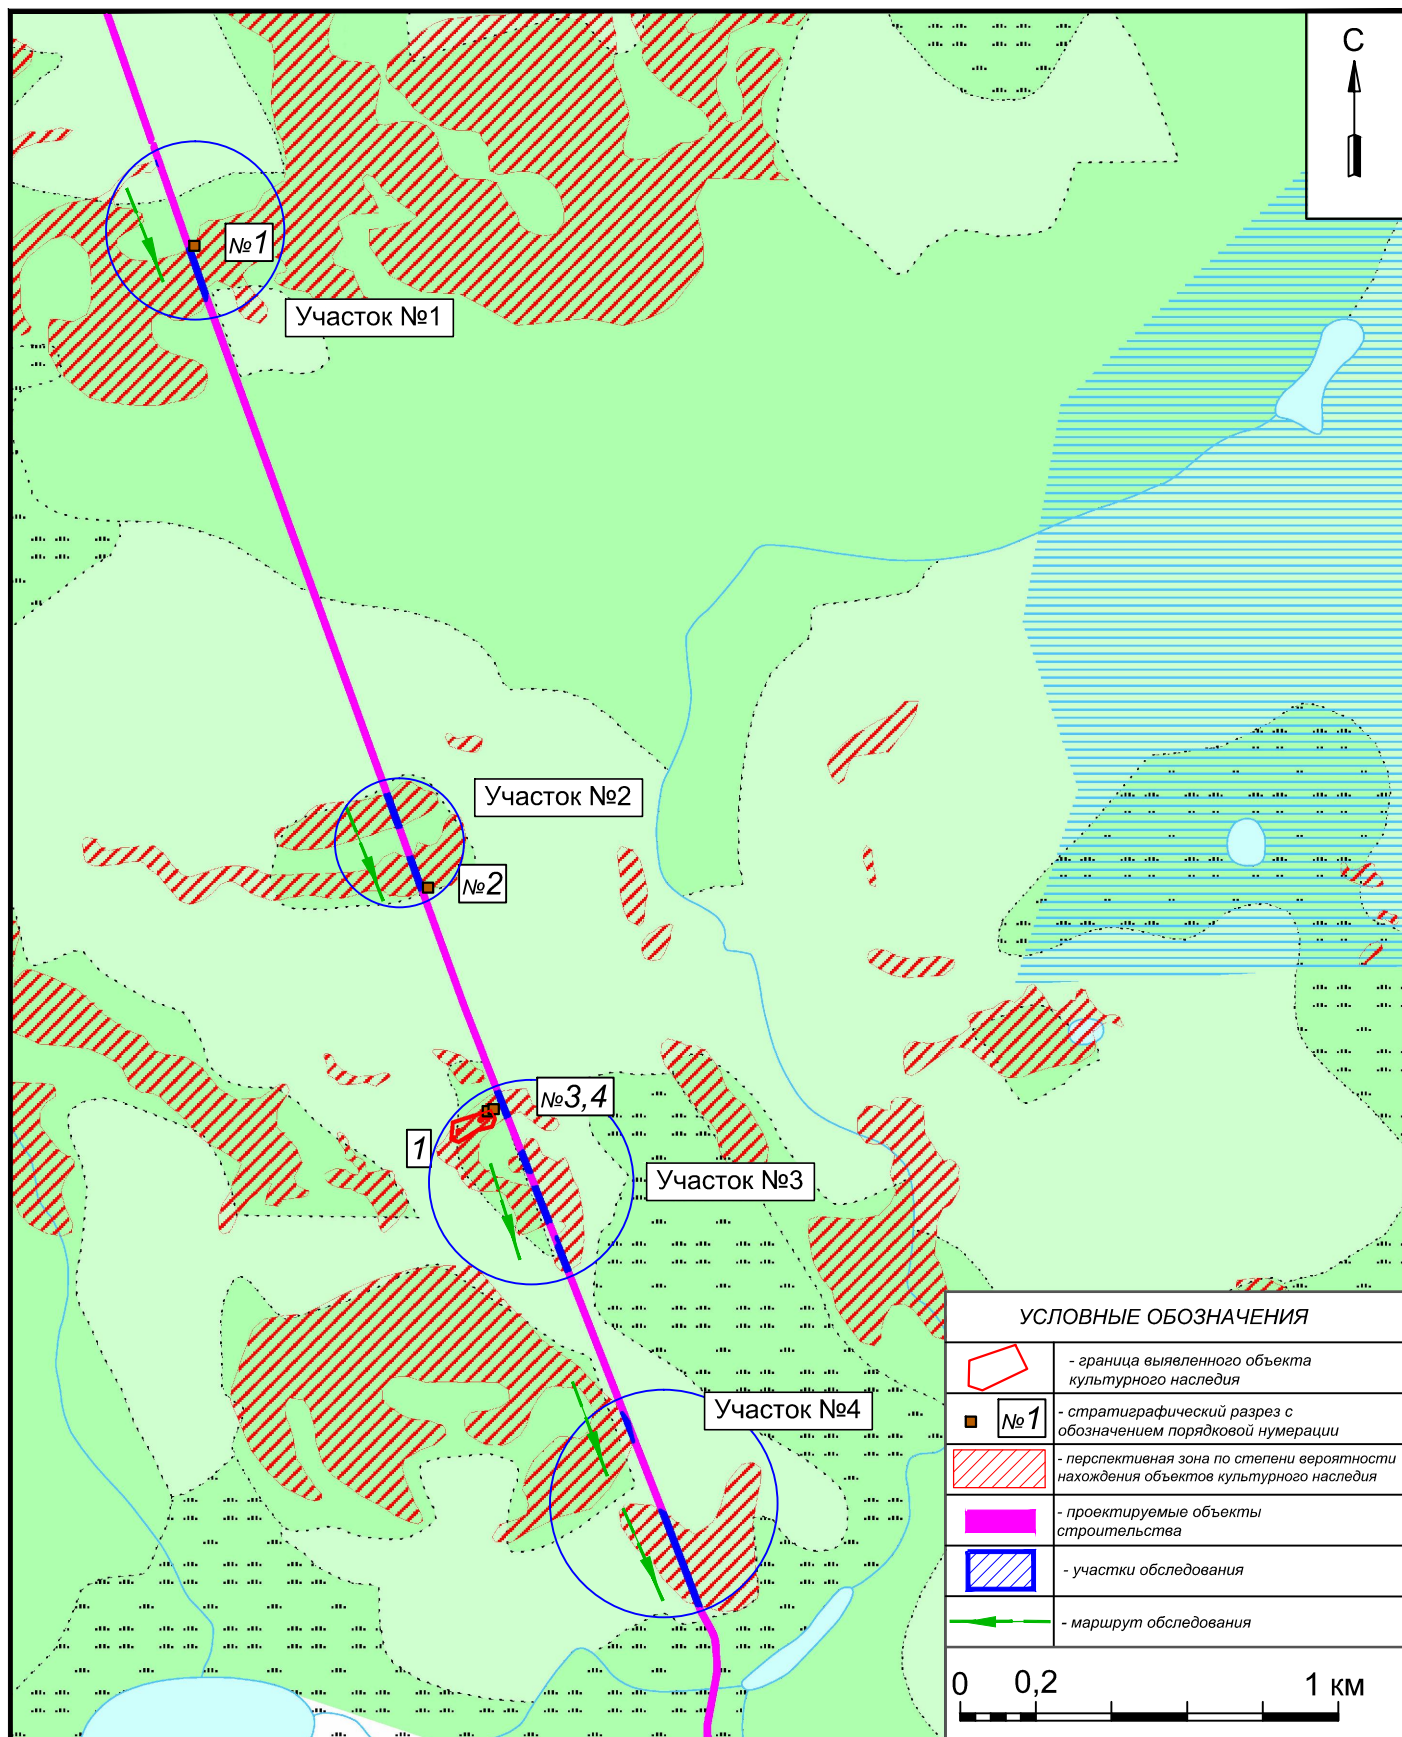 С
№1
Участок №1
Участок №2
№2
№3,4
1
Участок №3
Участок №4
УСЛОВНЫЕ ОБОЗНАЧЕНИЯ
- граница выявленного объекта
культурного наследия
№1
- стратиграфический разрез с
обозначением порядковой нумерации
- перспективная зона по степени вероятности
нахождения объектов культурного наследия
- проектируемые объекты
строительства
- участки обследования
- маршрут обследования
0 0,2 1 км